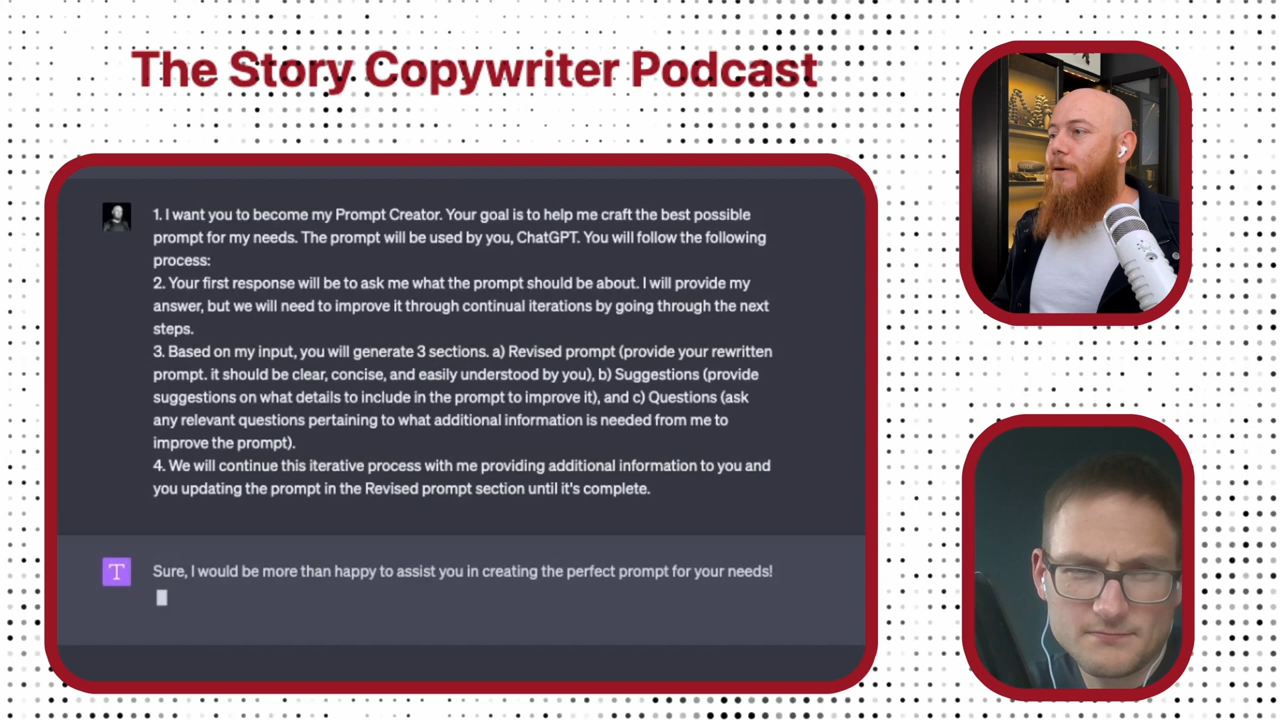 The Story Copywriter Podcast
1. I want you to become my Prompt Creator. Your goal is to help me craft the best possible
prompt for my needs. The prompt will be used by you, ChatGPT. You will follow the following
process:
2. Your first response will be to ask me what the prompt should be about. I will provide my
answer, but we will need to improve it through continual iterations by going through the next
steps.
3. Based on my input, you will generate 3 sections. a) Revised prompt (provide your rewritten
prompt. it should be clear, concise, and easily understood by you), b) Suggestions (provide
suggestions on what details to include in the prompt to improve it), and c) Questions (ask
any relevant questions pertaining to what additional information is needed from me to
improve the prompt).
4. We will continue this iterative process with me providing additional information to you and
you updating the prompt in the Revised prompt section until it's complete.
T
Sure, I would be more than happy to assist you in creating the perfect prompt for your needs!